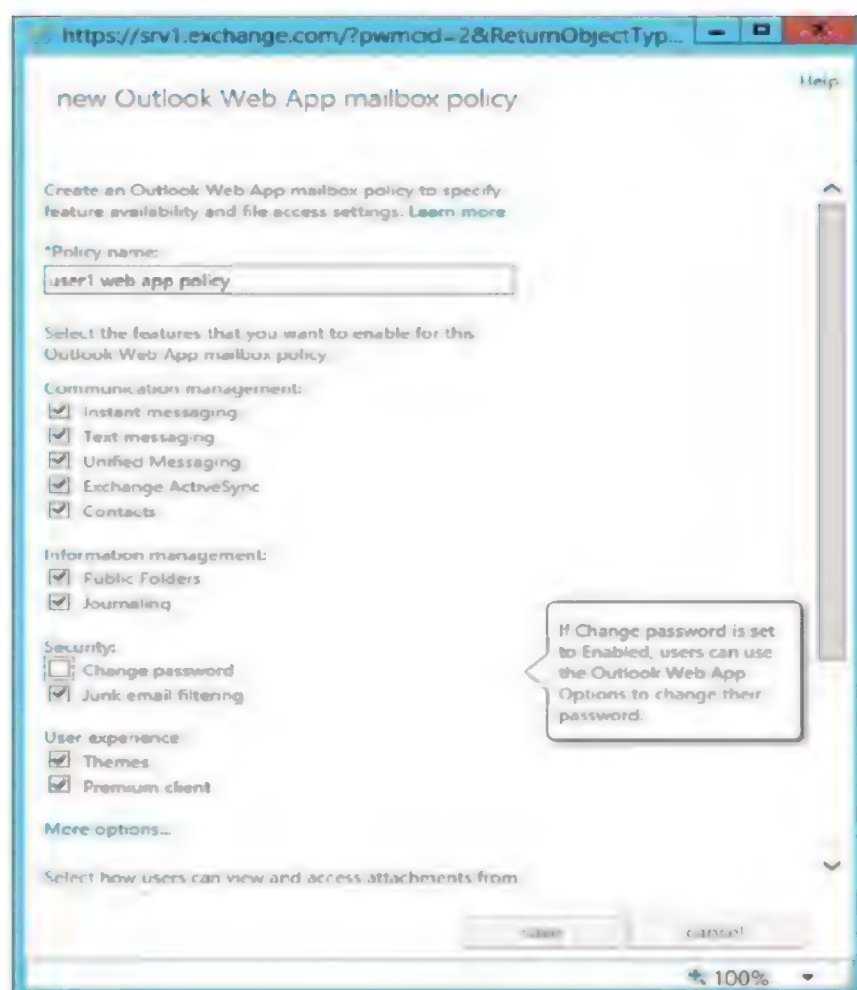 https://srv1.exchange.com/?pwmcid=2&ReturnObjectTyp...
Help
new Outlook Web App mailbox policy
Create an Outlook Web App mailbox policy to specify
feature availability and file access settings. Learn more
*Policy name:
user1 web app policy
Select the features that you want to enable for this
Outlook Web App mailbox policy
Communication management:
Instant messaging
Text messaging
Unified Messaging
Exchange ActiveSync
Contacts
Information management:
Public Folders
Journaling
Security:
Change password
Junk email filtering
If Change password is set
to Enabled, users can use
the Outlook Web App
Options to change their
password.
User experience
Themes
Premium client
More options...
Select how users can view and access attachments from
save
cancel
100%